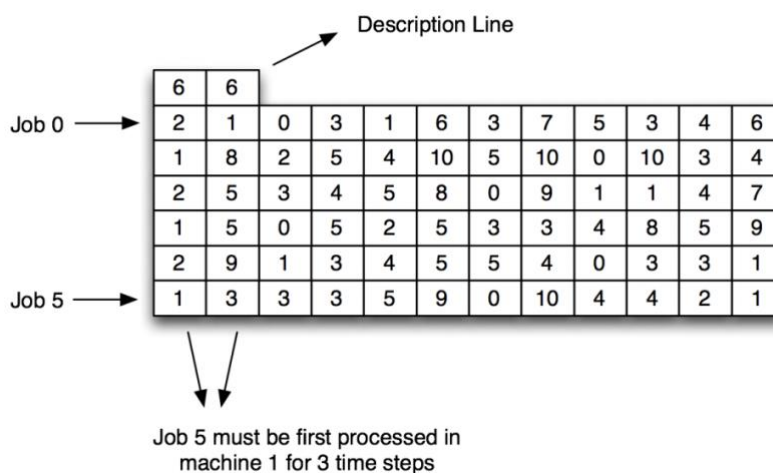 Description Line
6 6
Job 0 2 1 0 3 1 6 3 7 5 3 4 6
1 8 2 5 4 10 5 10 0 10 3 4
2 5 3 4 5 8 0 9 1 1 4 7
1 5 0 5 2 5 3 3 4 8 5 9
2 9 1 3 4 5 5 4 0 3 3 1
Job 5 1 3 3 3 5 9 0 10 4 4 2 1
Job 5 must be first processed in
machine 1 for 3 time steps